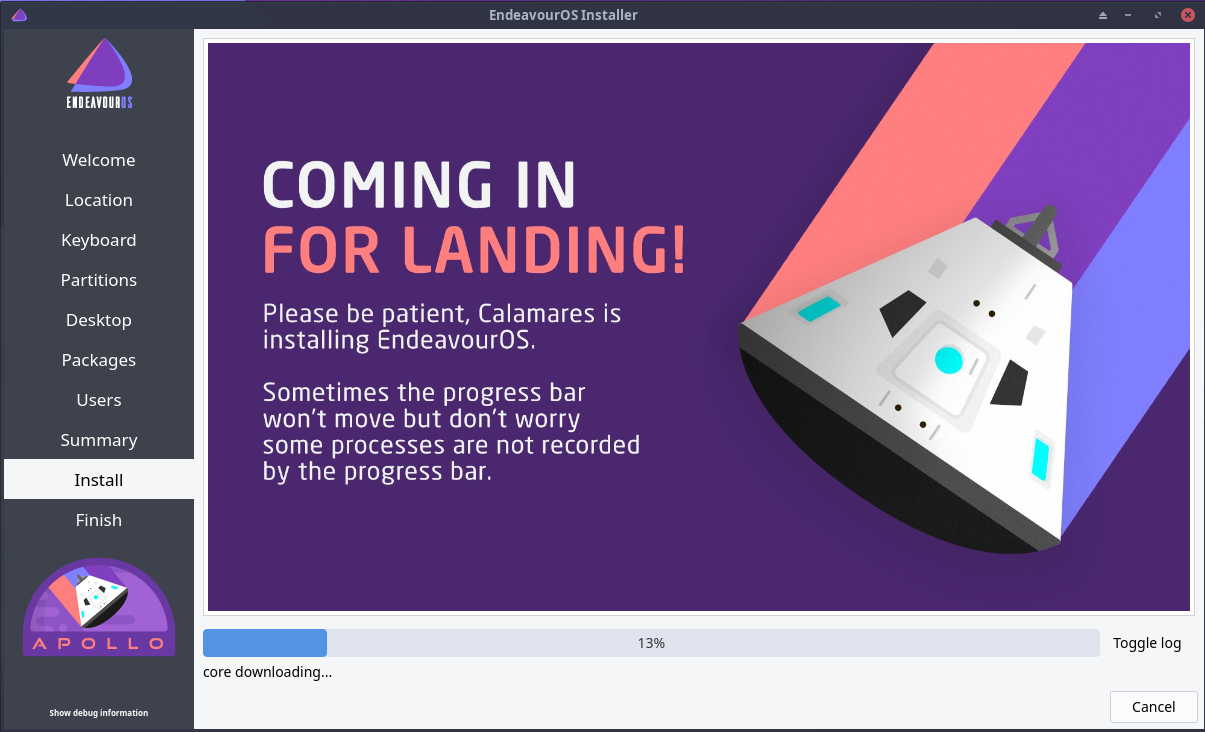 EndeavourOS Installer
ENDEAVOUROS
Welcome
Location
Keyboard
Partitions
Desktop
Packages
Users
Summary
Install
Finish
APOLLO
Show debug information
COMING IN
FOR LANDING!
Please be patient, Calamares is
installing EndeavourOS.
Sometimes the progress bar
won't move but don't worry
some processes are not recorded
by the progress bar.
13%
Toggle log
core downloading...
Cancel